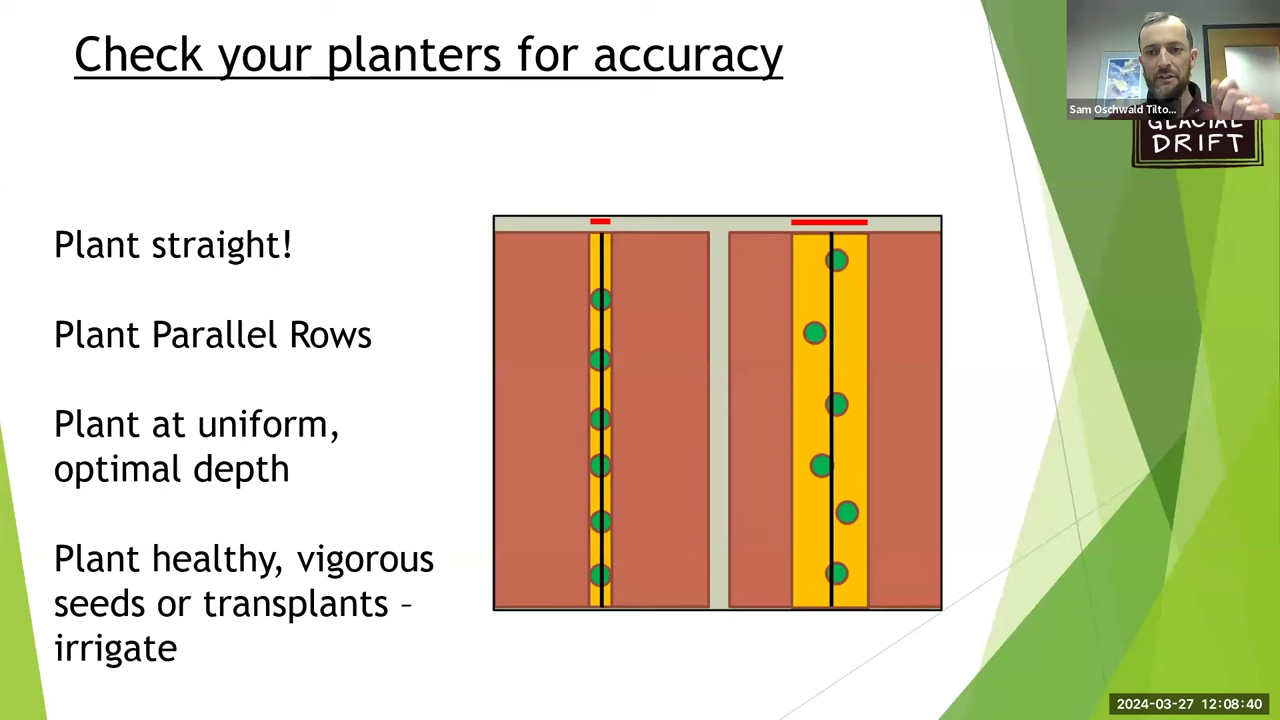 Check your planters for accuracy
Sam Oschwald Tilto...
GLACIAL
DRIFT
Plant straight!
Plant Parallel Rows
Plant at uniform,
optimal depth
Plant healthy, vigorous
seeds or transplants –
irrigate
2024-03-27 12:08:40